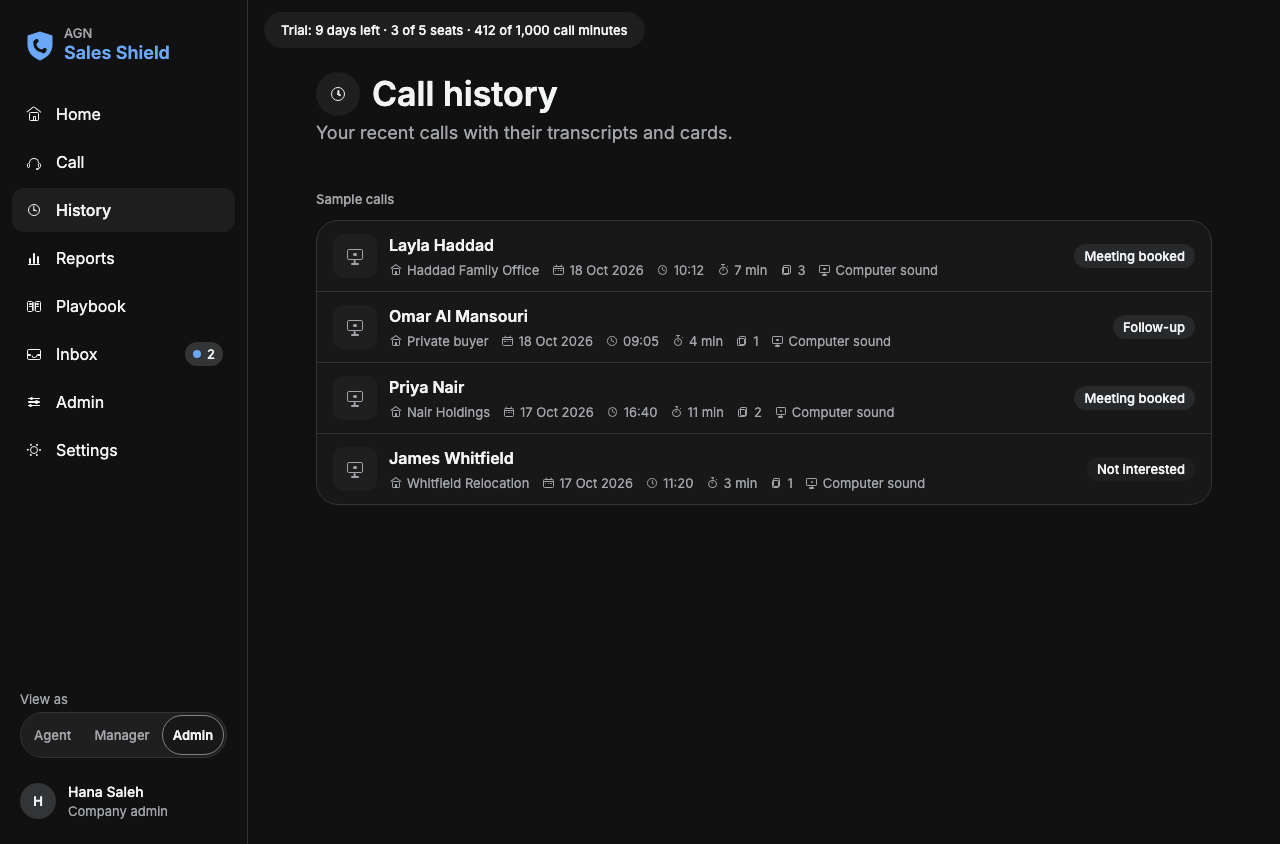 AGN
Sales Shield
Home
Call
History
Reports
Playbook
Inbox 2
Admin
Settings
View as
Agent Manager Admin
H
Hana Saleh
Company admin
Trial: 9 days left · 3 of 5 seats · 412 of 1,000 call minutes
Call history
Your recent calls with their transcripts and cards.
Sample calls
Layla Haddad
Haddad Family Office 18 Oct 2026 10:12 7 min 3 Computer sound
Meeting booked
Omar Al Mansouri
Private buyer 18 Oct 2026 09:05 4 min 1 Computer sound
Follow-up
Priya Nair
Nair Holdings 17 Oct 2026 16:40 11 min 2 Computer sound
Meeting booked
James Whitfield
Whitfield Relocation 17 Oct 2026 11:20 3 min 1 Computer sound
Not interested